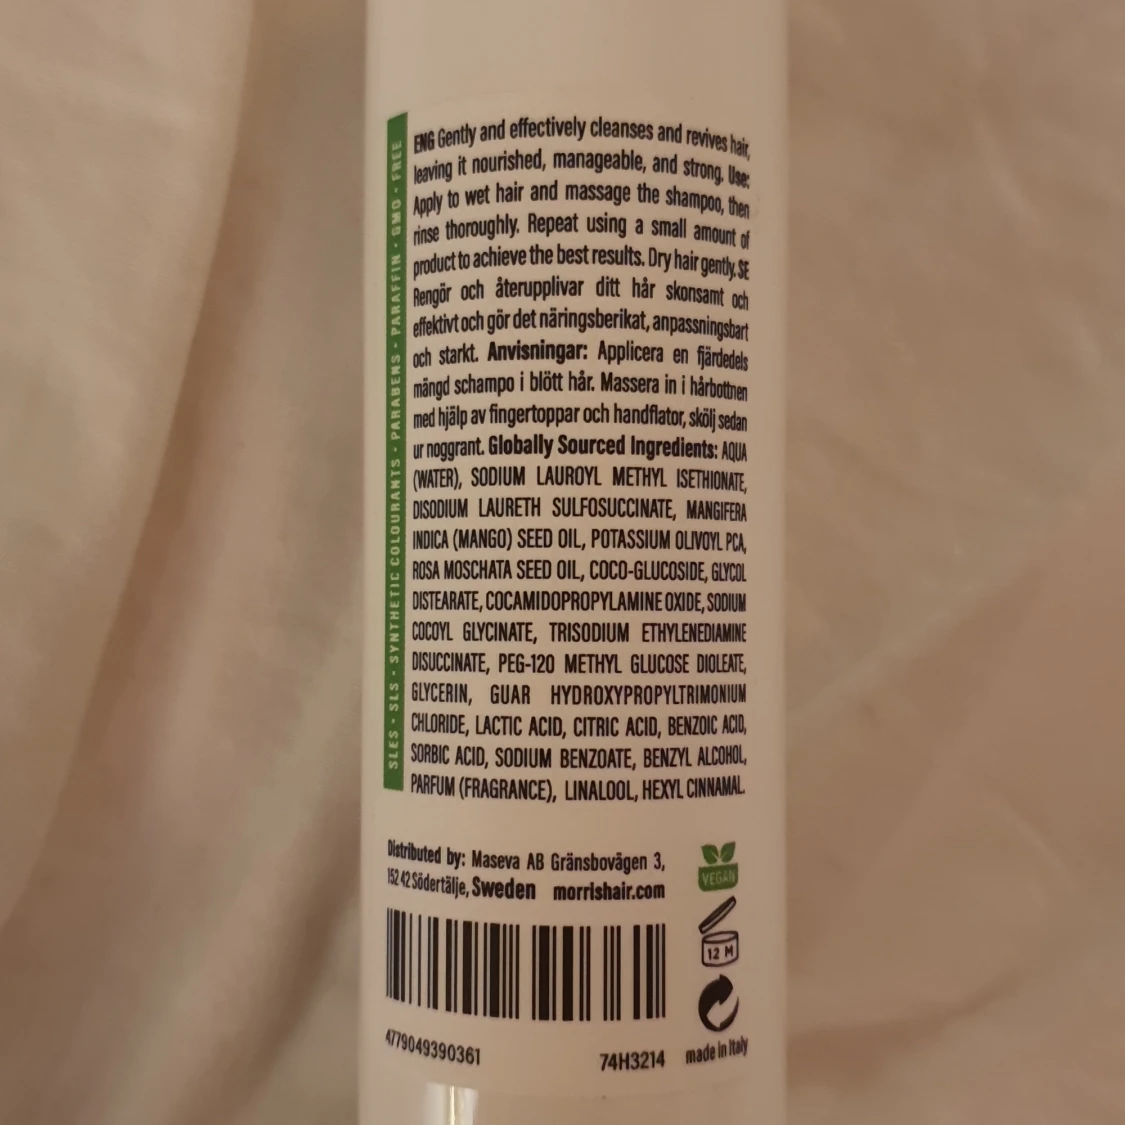 SLES - SLS - SYNTHETIC COLOURANTS - PARABENS - PARAFFIN - GMO - FREE
ENG Gently and effectively cleanses and revives hair,
leaving it nourished, manageable, and strong. Use:
Apply to wet hair and massage the shampoo, then
rinse thoroughly. Repeat using a small amount of
product to achieve the best results. Dry hair gently. SE
Rengör och återupplivar ditt hår skonsamt och
effektivt och gör det näringsberikat, anpassningsbart
och starkt. Anvisningar: Applicera en fjärdedels
mängd schampo i blött hår. Massera in i hårbottnen
med hjälp av fingertoppar och handflator, skölj sedan
ur noggrant. Globally Sourced Ingredients: AQUA
(WATER), SODIUM LAUROYL METHYL ISETHIONATE,
DISODIUM LAURETH SULFOSUCCINATE, MANGIFERA
INDICA (MANGO) SEED OIL, POTASSIUM OLIVOYL PCA,
ROSA MOSCHATA SEED OIL, COCO-GLUCOSIDE, GLYCOL
DISTEARATE, COCAMIDOPROPYLAMINE OXIDE, SODIUM
COCOYL GLYCINATE, TRISODIUM ETHYLENEDIAMINE
DISUCCINATE, PEG-120 METHYL GLUCOSE DIOLEATE,
GLYCERIN, GUAR HYDROXYPROPYLTRIMONIUM
CHLORIDE, LACTIC ACID, CITRIC ACID, BENZOIC ACID,
SORBIC ACID, SODIUM BENZOATE, BENZYL ALCOHOL,
PARFUM (FRAGRANCE), LINALOOL, HEXYL CINNAMAL.
Distributed by: Maseva AB Gränsbovägen 3,
152 42 Södertälje, Sweden morrishair.com
VEGAN
12 M
4779049390361 74H3214
made in Italy